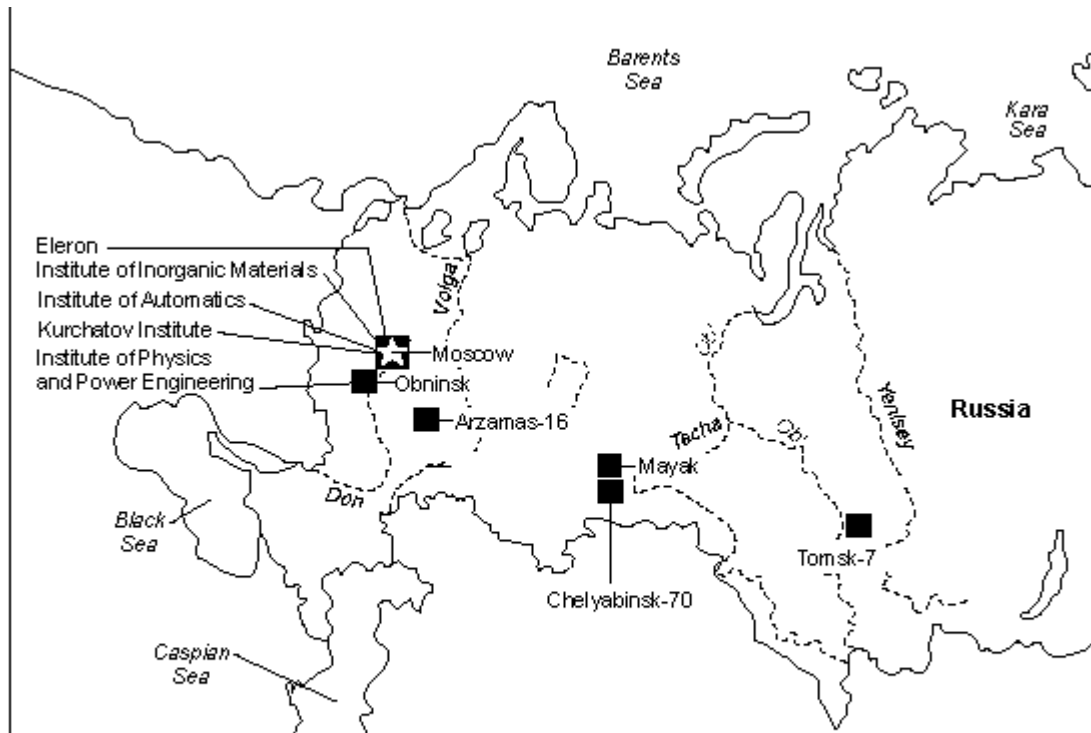 Barents
Sea
Kara
Sea
Eleron
Institute of Inorganic Materials
Institute of Automatics
Kurchatov Institute
Institute of Physics
and Power Engineering
Volga
Moscow
Obninsk
Arzamas-16
Don
Black
Sea
Caspian
Sea
Mayak
Chelyabinsk-70
Tacha
Ob
Yenisey
Russia
Tomsk-7